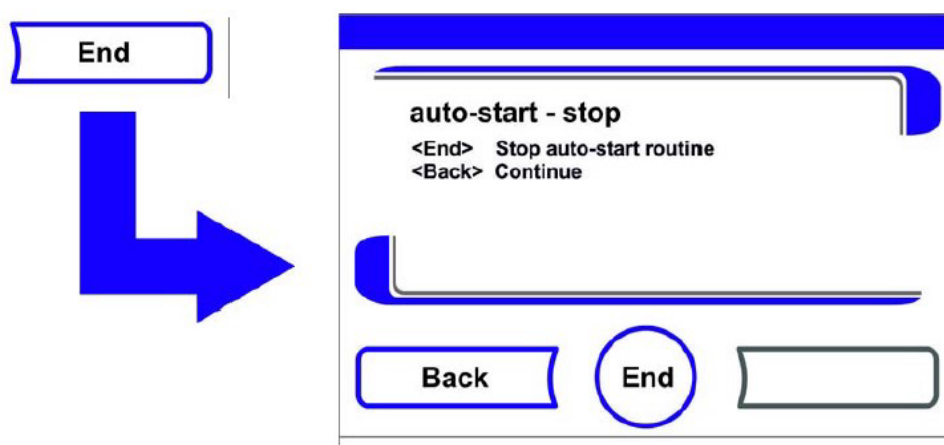 End
auto-start - stop
<End> Stop auto-start routine
<Back> Continue
Back
End